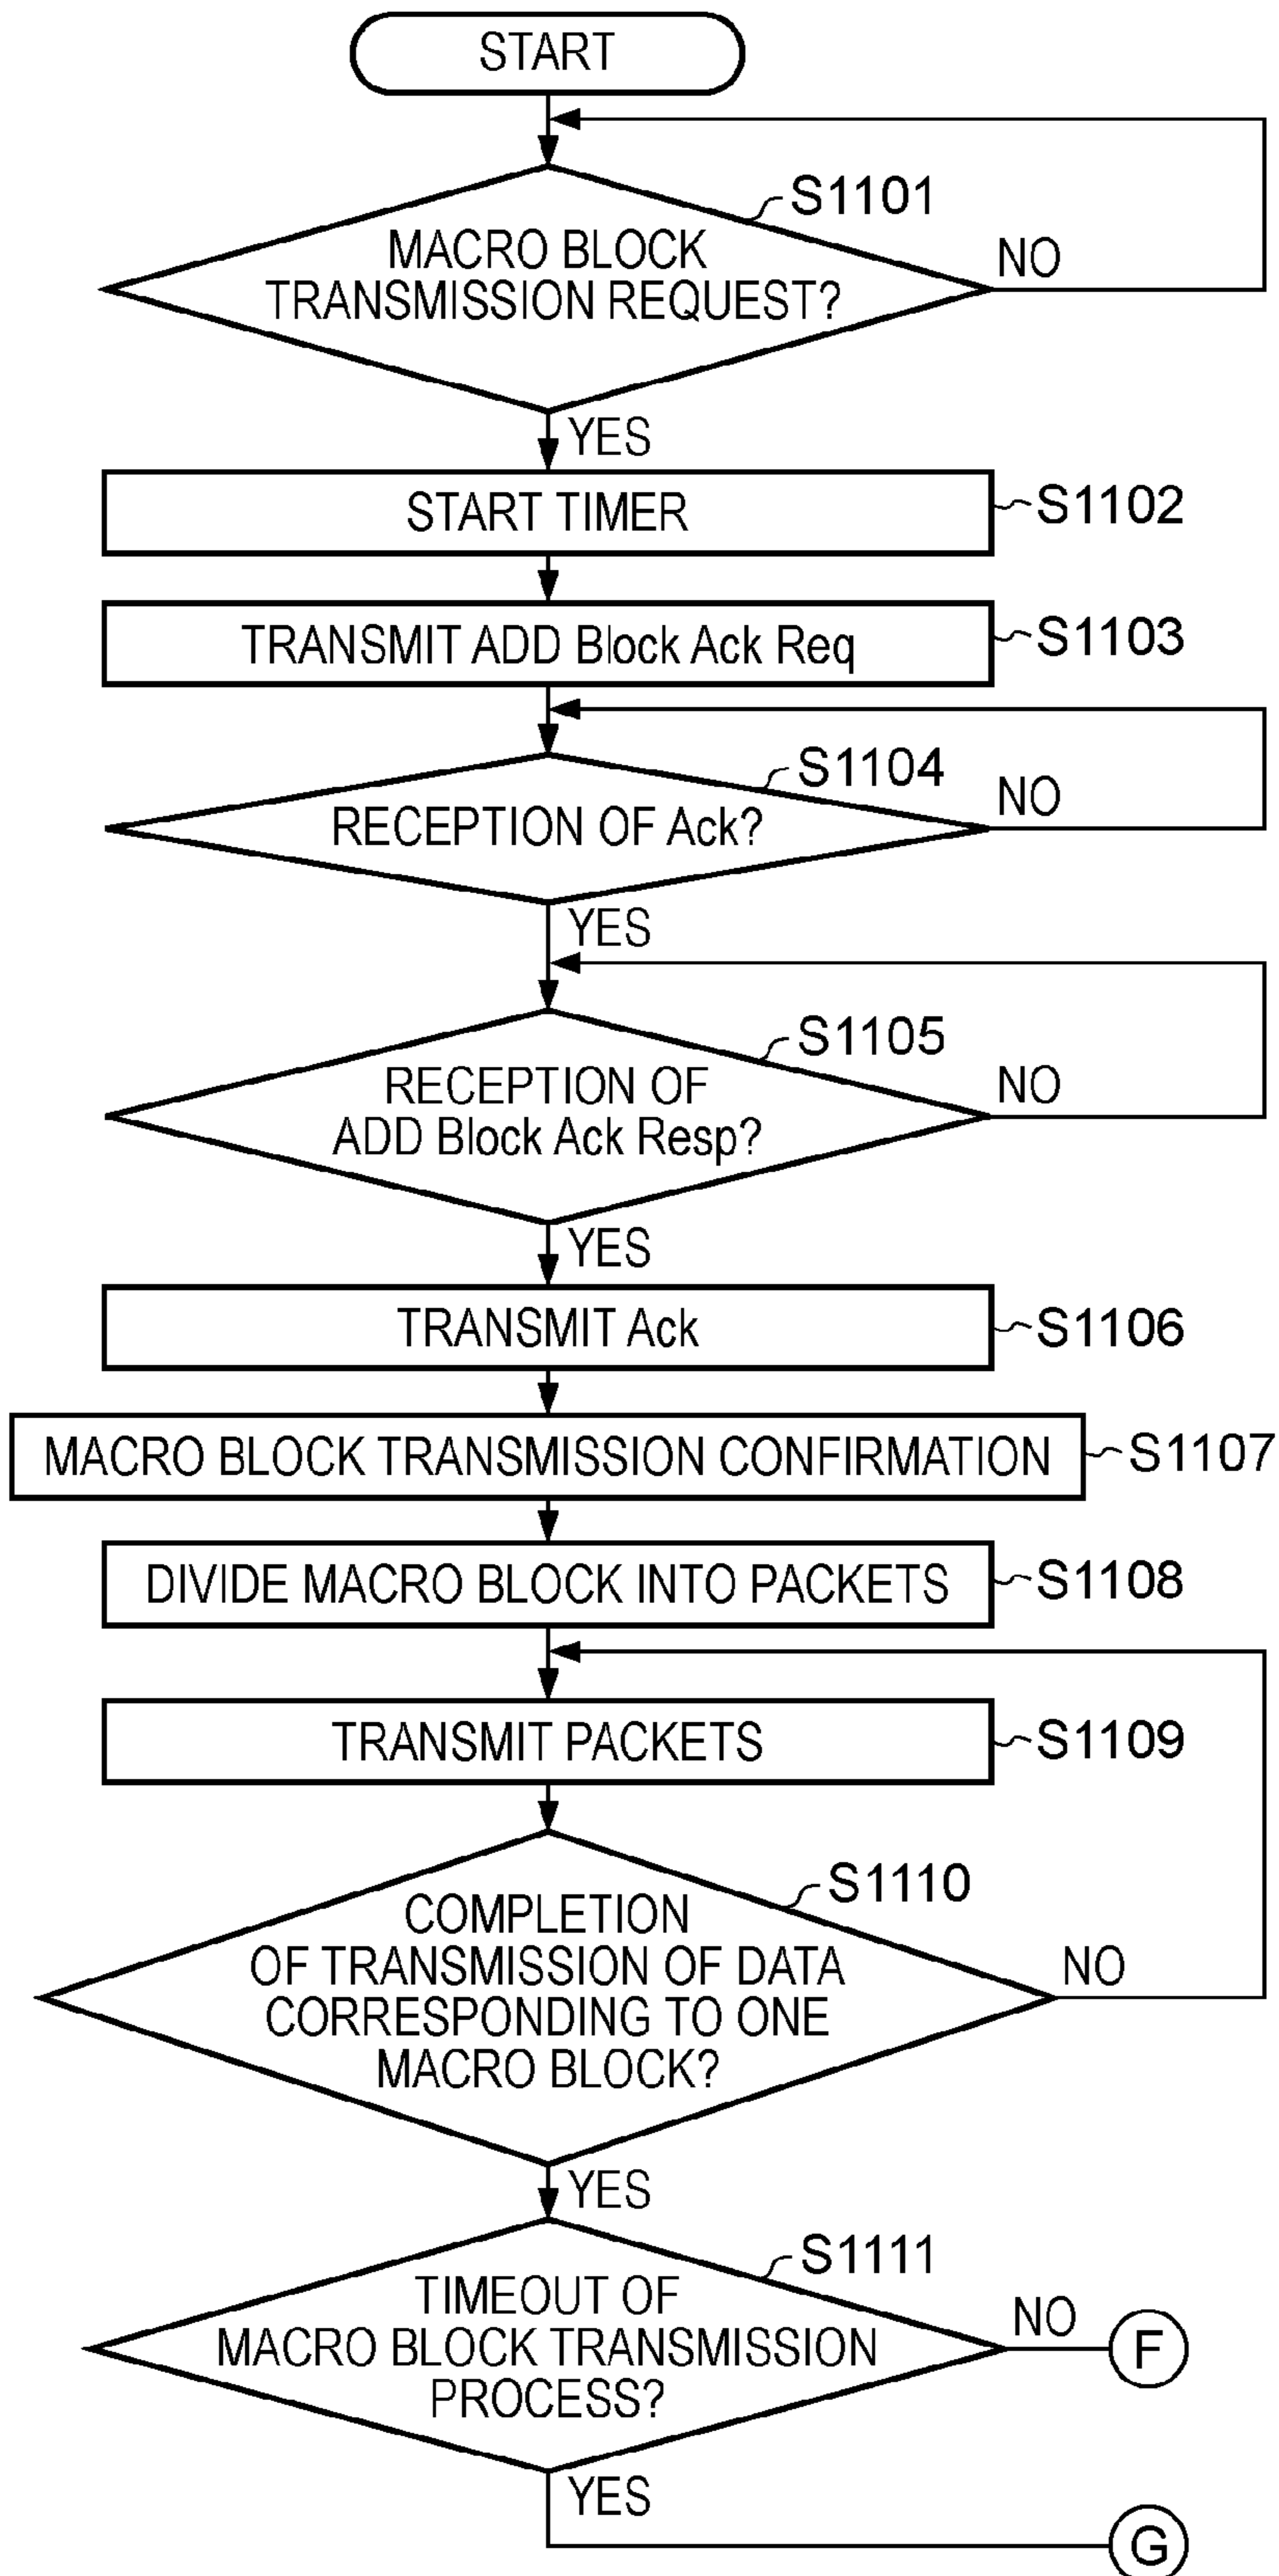 START
S1101
MACRO BLOCK
TRANSMISSION REQUEST?
NO
YES
START TIMER
S1102
TRANSMIT ADD Block Ack Req
S1103
S1104
RECEPTION OF Ack?
NO
YES
S1105
RECEPTION OF
ADD Block Ack Resp?
NO
YES
TRANSMIT Ack
S1106
MACRO BLOCK TRANSMISSION CONFIRMATION
S1107
DIVIDE MACRO BLOCK INTO PACKETS
S1108
TRANSMIT PACKETS
S1109
S1110
COMPLETION
OF TRANSMISSION OF DATA
CORRESPONDING TO ONE
MACRO BLOCK?
NO
YES
S1111
TIMEOUT OF
MACRO BLOCK TRANSMISSION
PROCESS?
NO
F
YES
G